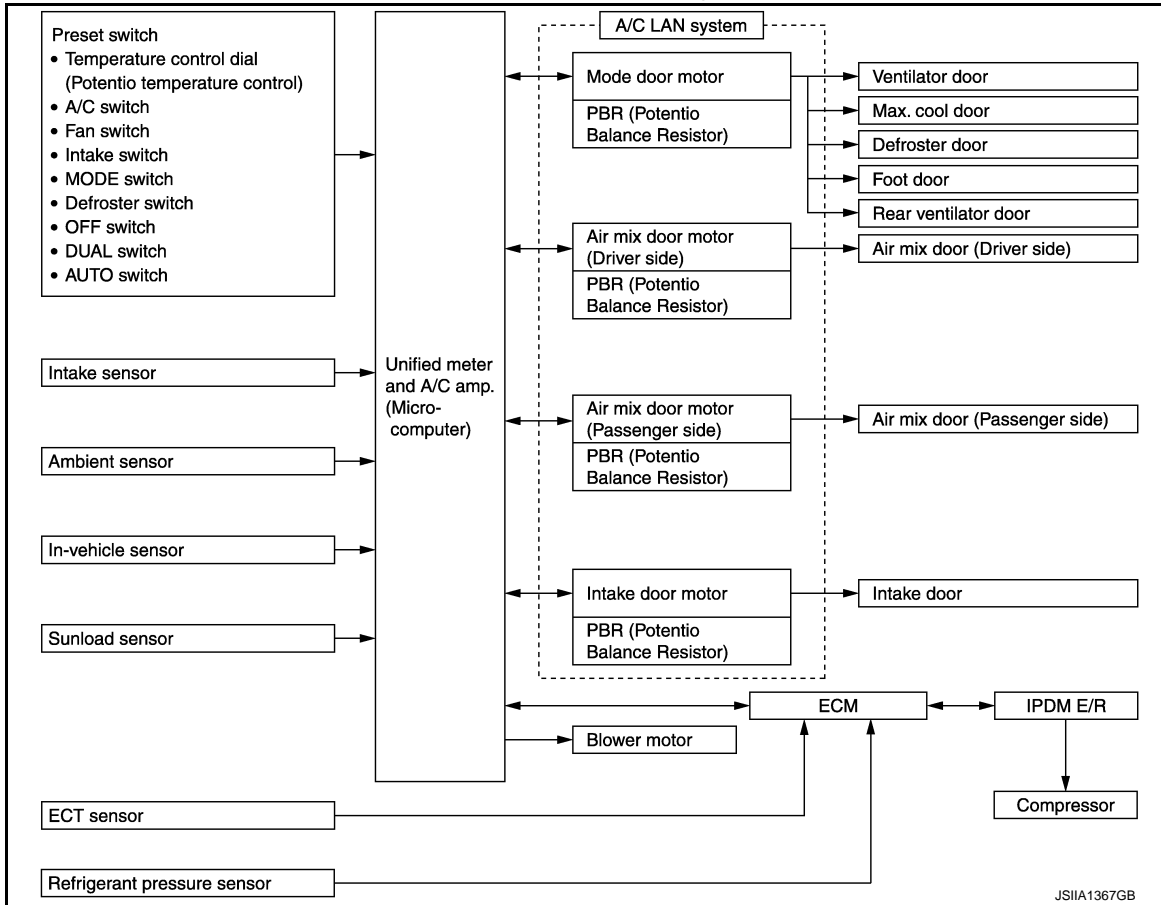 Preset switch
• Temperature control dial
(Potentio temperature control)
• A/C switch
• Fan switch
• Intake switch
• MODE switch
• Defroster switch
• OFF switch
• DUAL switch
• AUTO switch
Intake sensor
Ambient sensor
In-vehicle sensor
Sunload sensor
ECT sensor
Refrigerant pressure sensor
Unified meter
and A/C amp.
(Micro-
computer)
A/C LAN system
Mode door motor
PBR (Potentio
Balance Resistor)
Air mix door motor
(Driver side)
PBR (Potentio
Balance Resistor)
Air mix door motor
(Passenger side)
PBR (Potentio
Balance Resistor)
Intake door motor
PBR (Potentio
Balance Resistor)
Ventilator door
Max. cool door
Defroster door
Foot door
Rear ventilator door
Air mix door (Driver side)
Air mix door (Passenger side)
Intake door
ECM
IPDM E/R
Blower motor
Compressor
JSIIA1367GB